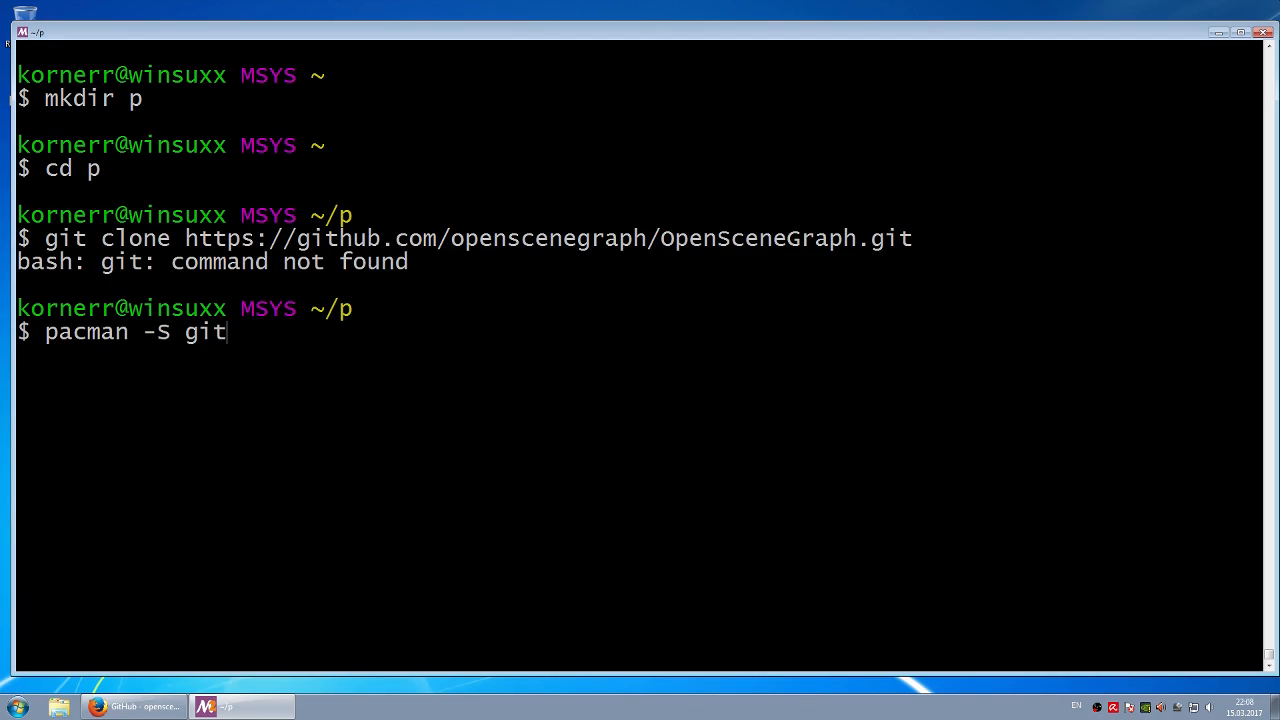 ~/p
kornerr@winsuxx MSYS ~
$ mkdir p
kornerr@winsuxx MSYS ~
$ cd p
kornerr@winsuxx MSYS ~/p
$ git clone https://github.com/openscenegraph/OpenSceneGraph.git
bash: git: command not found
kornerr@winsuxx MSYS ~/p
$ pacman -S git
GitHub - opensce...
~/p
EN
22:08
15.03.2017